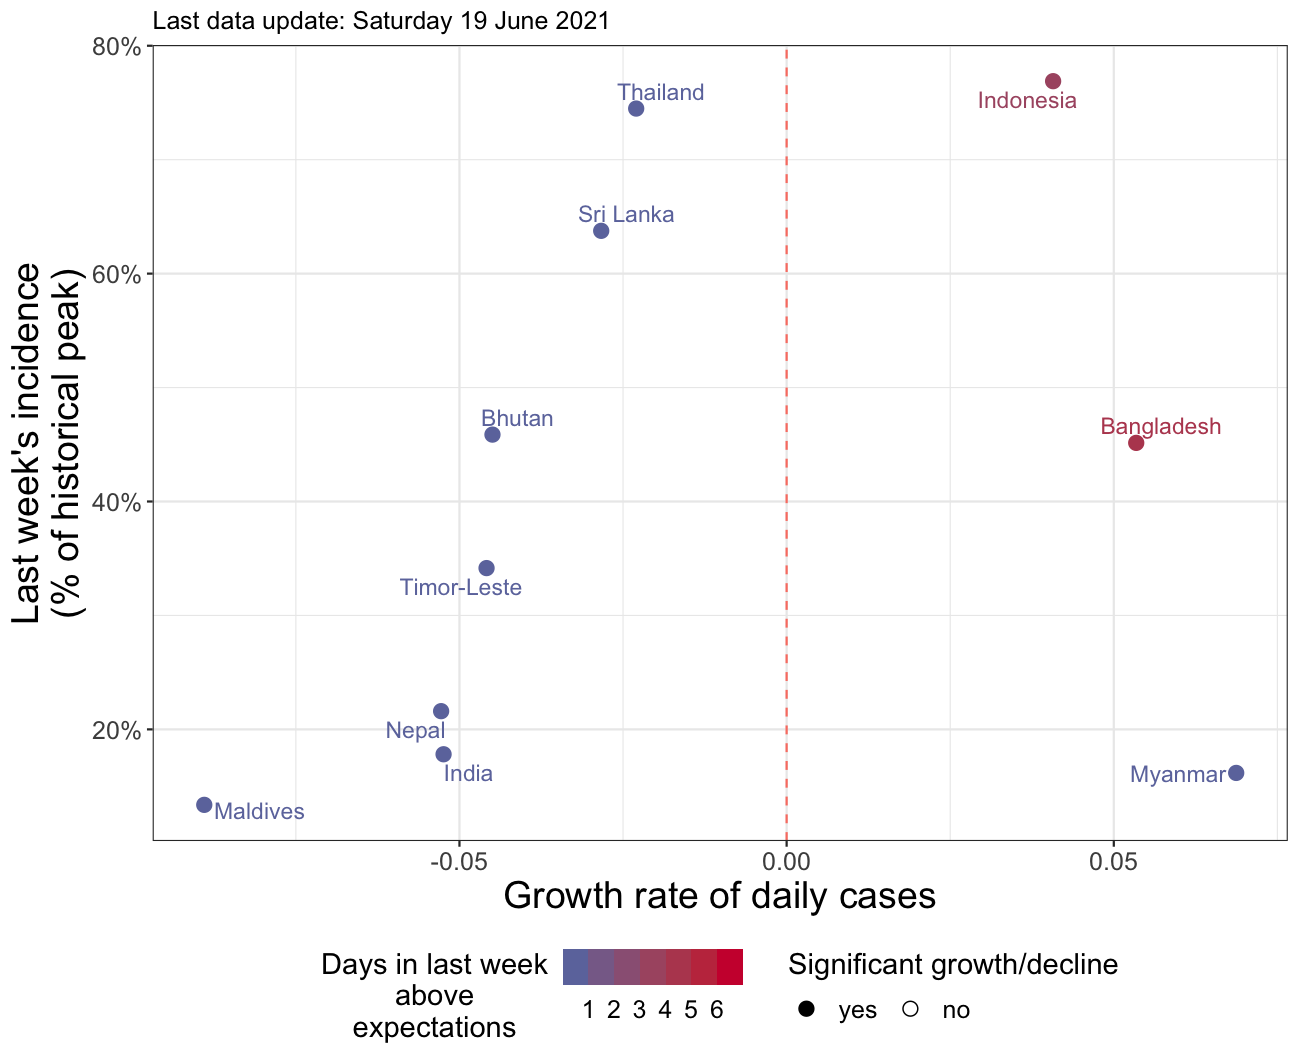 Last data update: Saturday 19 June 2021
80%
60%
40%
20%
Last week's incidence
(% of historical peak)
Thailand
Indonesia
Sri Lanka
Bhutan
Bangladesh
Timor-Leste
Nepal
India
Myanmar
Maldives
-0.05 0.00 0.05
Growth rate of daily cases
Days in last week
above
expectations
1 2 3 4 5 6
Significant growth/decline
yes no